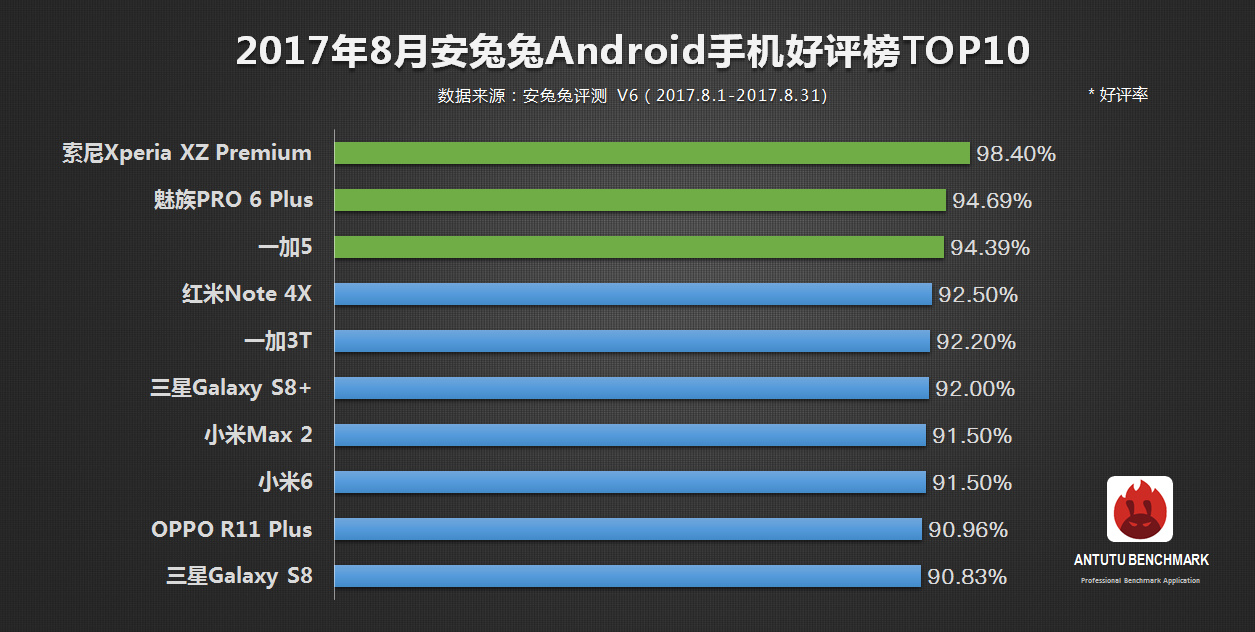 2017年8月安兔兔Android手机好评榜TOP10
数据来源：安兔兔评测 V6 ( 2017.8.1-2017.8.31)
* 好评率
索尼Xperia XZ Premium 98.40%
魅族PRO 6 Plus 94.69%
一加5 94.39%
红米Note 4X 92.50%
一加3T 92.20%
三星Galaxy S8+ 92.00%
小米Max 2 91.50%
小米6 91.50%
OPPO R11 Plus 90.96%
三星Galaxy S8 90.83%
ANTUTU BENCHMARK
Professional Benchmark Application